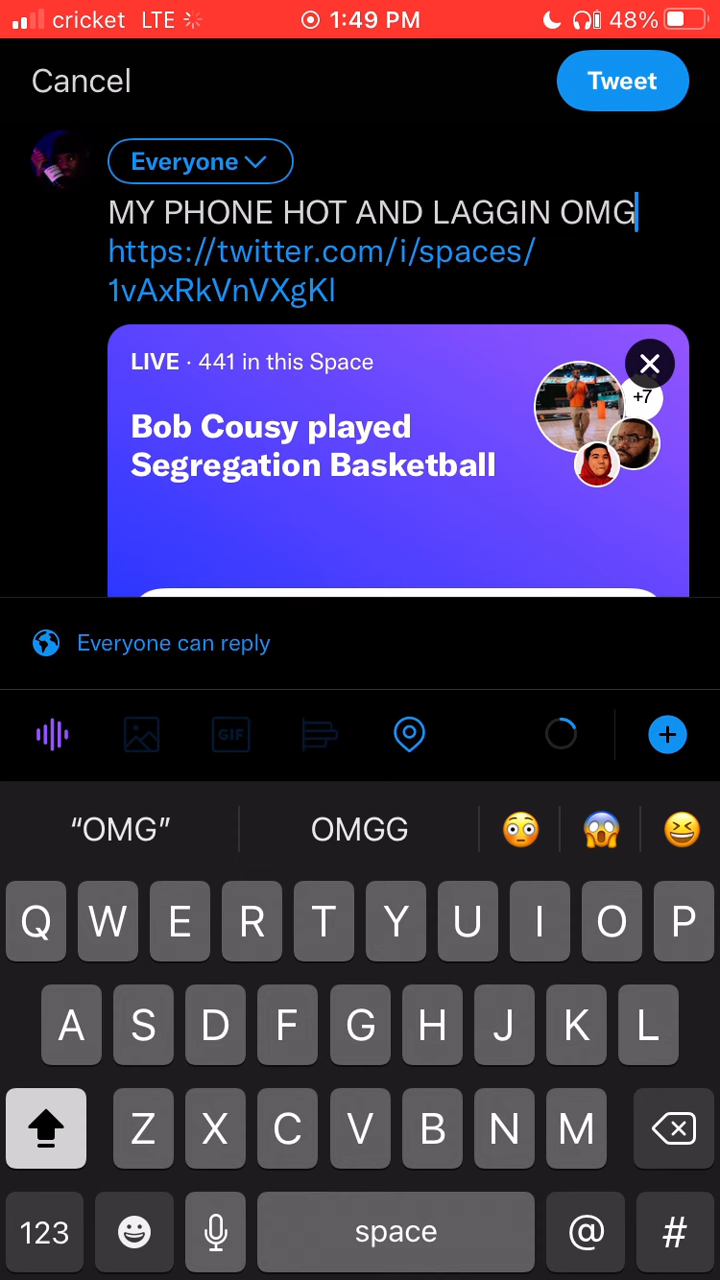 cricket LTE 1:49 PM 48%
Cancel Tweet
Everyone
MY PHONE HOT AND LAGGIN OMG
https://twitter.com/i/spaces/
1vAxRkVnVXgKl
LIVE · 441 in this Space
+7
Bob Cousy played
Segregation Basketball
Everyone can reply
GIF +
“OMG” OMGG
Q W E R T Y U I O P
A S D F G H J K L
Z X C V B N M
123 space @ #